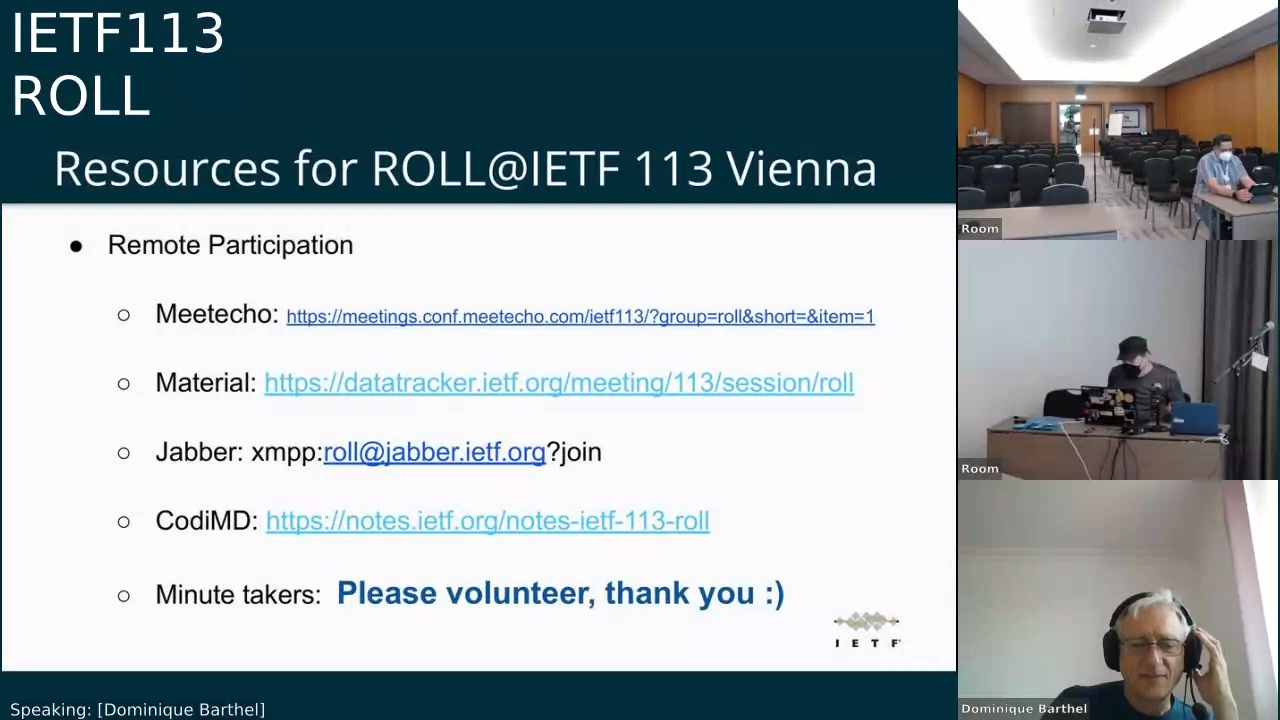 IETF113
ROLL
Resources for ROLL@IETF 113 Vienna
● Remote Participation
○ Meetecho: https://meetings.conf.meetecho.com/ietf113/?group=roll&short=&item=1
○ Material: https://datatracker.ietf.org/meeting/113/session/roll
○ Jabber: xmpp:roll@jabber.ietf.org?join
○ CodiMD: https://notes.ietf.org/notes-ietf-113-roll
○ Minute takers: Please volunteer, thank you :)
I E T F
Speaking: [Dominique Barthel]
Room
Room
Dominique Barthel